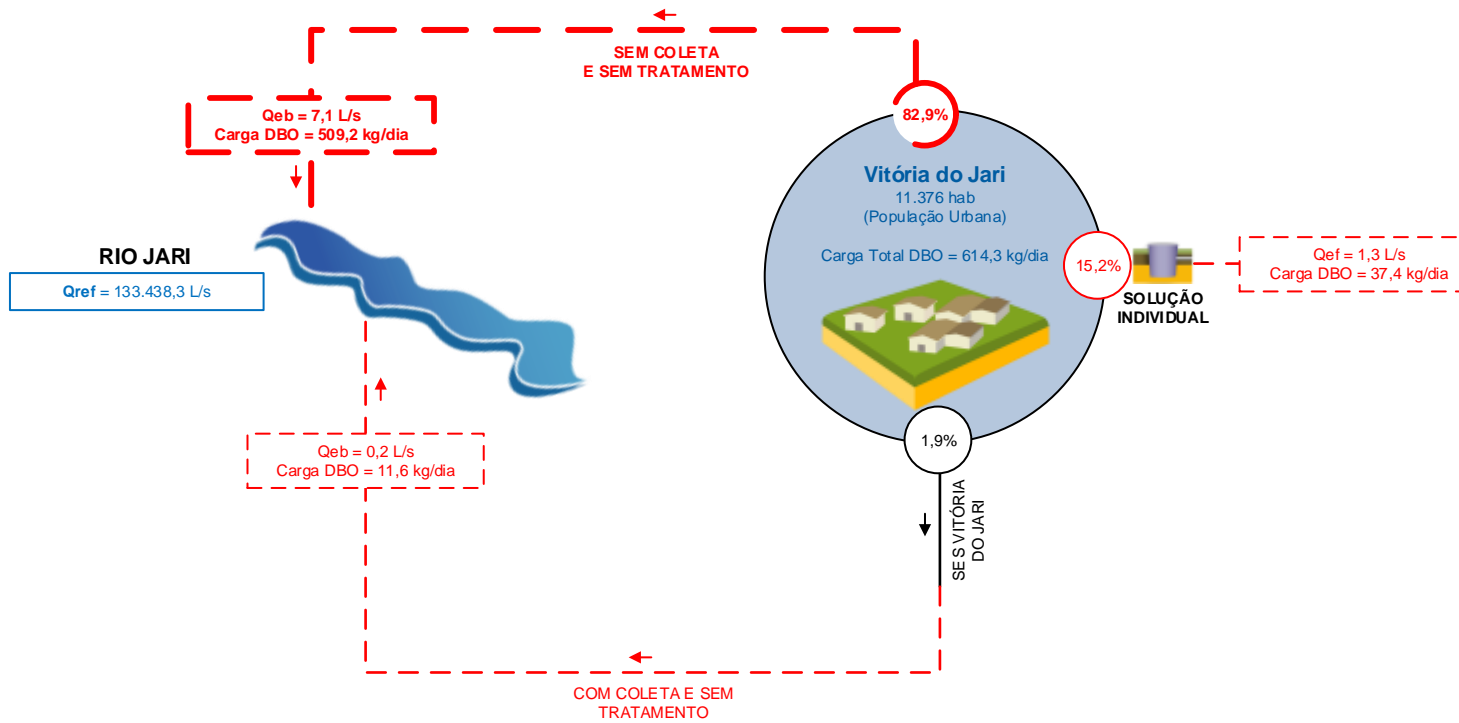 SEM COLETA
E SEM TRATAMENTO
Qeb = 7,1 L/s
Carga DBO = 509,2 kg/dia
82,9%
Vitória do Jari
11.376 hab
(População Urbana)
Carga Total DBO = 614,3 kg/dia
RIO JARI
Qref = 133.438,3 L/s
15,2%
SOLUÇÃO
INDIVIDUAL
Qef = 1,3 L/s
Carga DBO = 37,4 kg/dia
1,9%
Qeb = 0,2 L/s
Carga DBO = 11,6 kg/dia
SES VITÓRIA
DO JARI
COM COLETA E SEM
TRATAMENTO